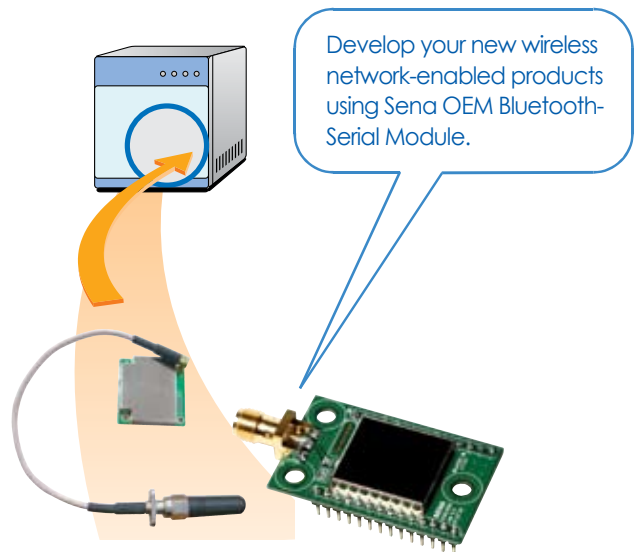 Develop your new wireless
network-enabled products
using Sena OEM Bluetooth-
Serial Module.